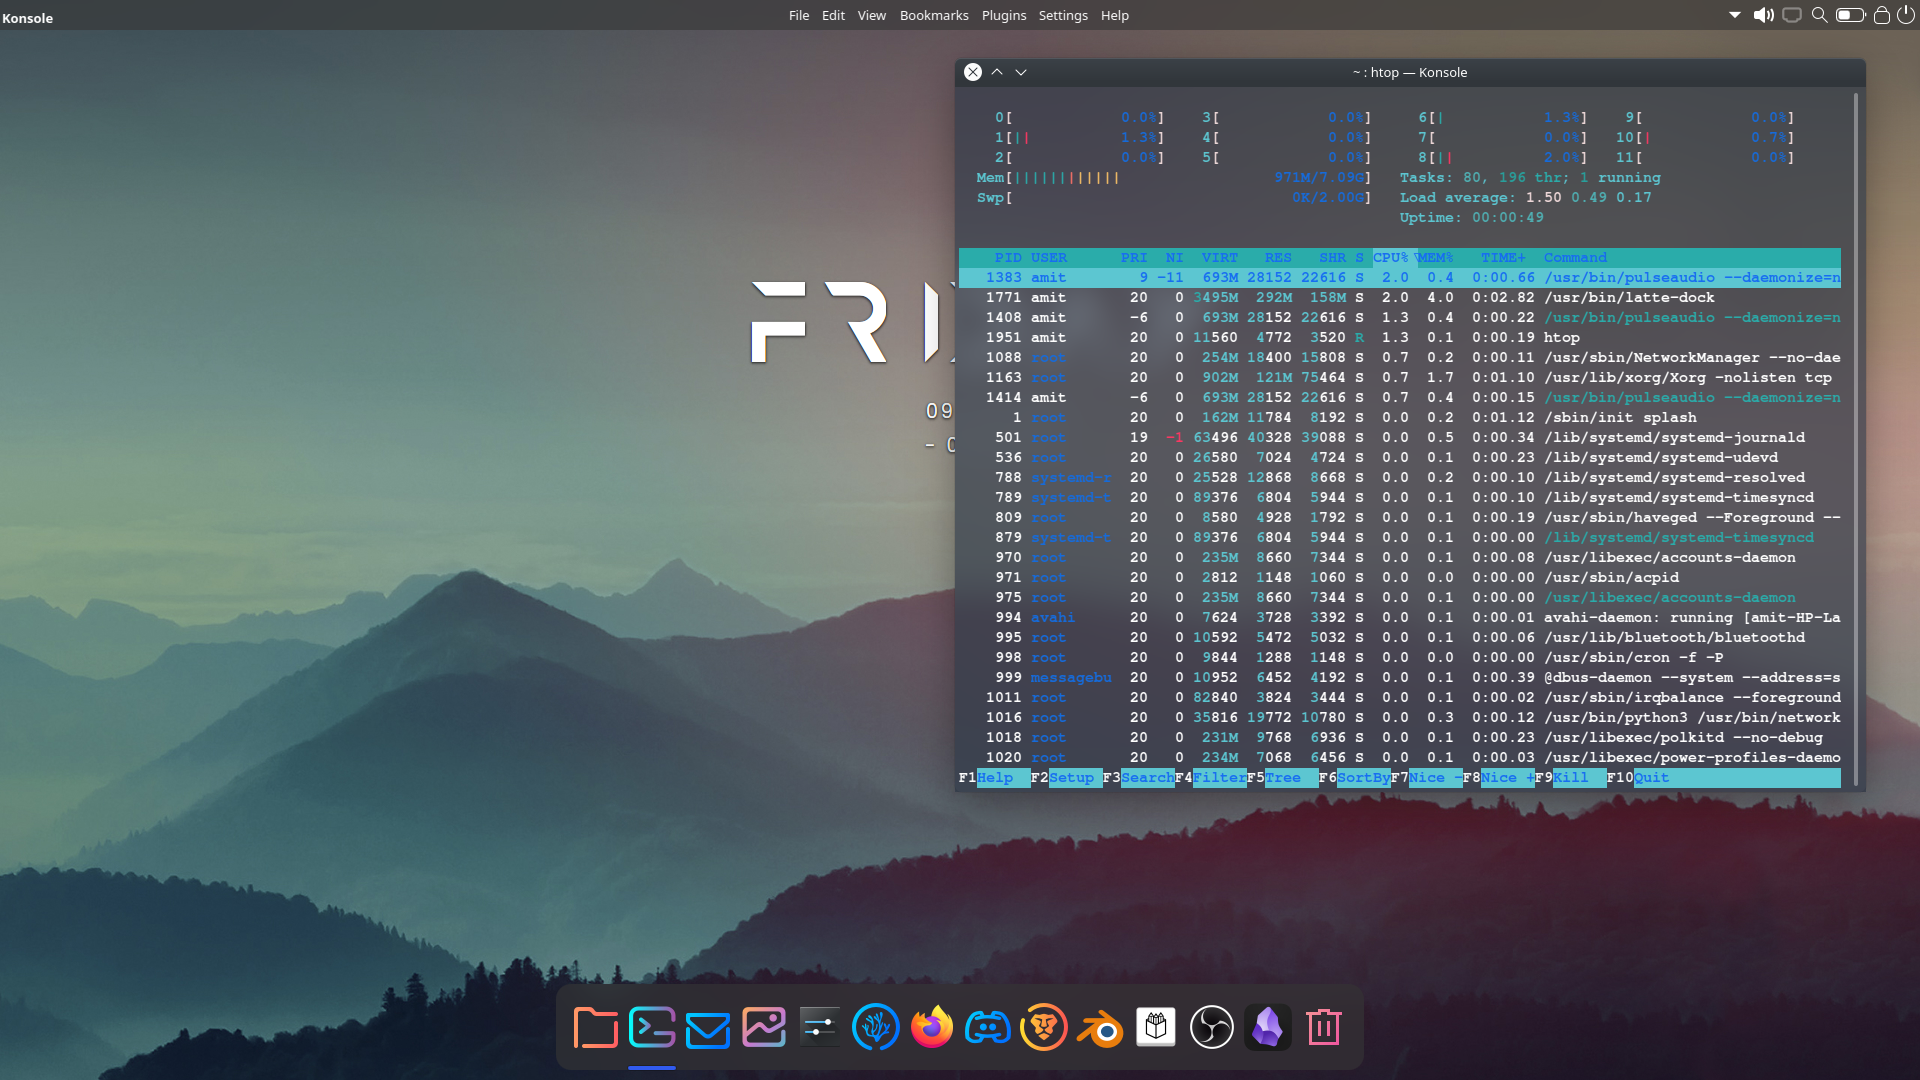 Konsole
File Edit View Bookmarks Plugins Settings Help
~ : htop — Konsole
0[ 0.0%] 3[ 0.0%] 6[| 1.3%] 9[ 0.0%]
1[|| 1.3%] 4[ 0.0%] 7[ 0.0%] 10[| 0.7%]
2[ 0.0%] 5[ 0.0%] 8[|| 2.0%] 11[ 0.0%]
Mem[||||||||||||| 971M/7.09G] Tasks: 80, 196 thr; 1 running
Swp[ 0K/2.00G] Load average: 1.50 0.49 0.17
Uptime: 00:00:49
PID USER PRI NI VIRT RES SHR S CPU%▽MEM% TIME+ Command
1383 amit 9 -11 693M 28152 22616 S 2.0 0.4 0:00.66 /usr/bin/pulseaudio --daemonize=n
1771 amit 20 0 3495M 292M 158M S 2.0 4.0 0:02.82 /usr/bin/latte-dock
1408 amit -6 0 693M 28152 22616 S 1.3 0.4 0:00.22 /usr/bin/pulseaudio --daemonize=n
1951 amit 20 0 11560 4772 3520 R 1.3 0.1 0:00.19 htop
1088 root 20 0 254M 18400 15808 S 0.7 0.2 0:00.11 /usr/sbin/NetworkManager --no-dae
1163 root 20 0 902M 121M 75464 S 0.7 1.7 0:01.10 /usr/lib/xorg/Xorg -nolisten tcp
1414 amit -6 0 693M 28152 22616 S 0.7 0.4 0:00.15 /usr/bin/pulseaudio --daemonize=n
1 root 20 0 162M 11784 8192 S 0.0 0.2 0:01.12 /sbin/init splash
501 root 19 -1 63496 40328 39088 S 0.0 0.5 0:00.34 /lib/systemd/systemd-journald
536 root 20 0 26580 7024 4724 S 0.0 0.1 0:00.23 /lib/systemd/systemd-udevd
788 systemd-r 20 0 25528 12868 8668 S 0.0 0.2 0:00.10 /lib/systemd/systemd-resolved
789 systemd-t 20 0 89376 6804 5944 S 0.0 0.1 0:00.10 /lib/systemd/systemd-timesyncd
809 root 20 0 8580 4928 1792 S 0.0 0.1 0:00.19 /usr/sbin/haveged --Foreground --
879 systemd-t 20 0 89376 6804 5944 S 0.0 0.1 0:00.00 /lib/systemd/systemd-timesyncd
970 root 20 0 235M 8660 7344 S 0.0 0.1 0:00.08 /usr/libexec/accounts-daemon
971 root 20 0 2812 1148 1060 S 0.0 0.0 0:00.00 /usr/sbin/acpid
975 root 20 0 235M 8660 7344 S 0.0 0.1 0:00.00 /usr/libexec/accounts-daemon
994 avahi 20 0 7624 3728 3392 S 0.0 0.1 0:00.01 avahi-daemon: running [amit-HP-La
995 root 20 0 10592 5472 5032 S 0.0 0.1 0:00.06 /usr/lib/bluetooth/bluetoothd
998 root 20 0 9844 1288 1148 S 0.0 0.0 0:00.00 /usr/sbin/cron -f -P
999 messagebu 20 0 10952 6452 4192 S 0.0 0.1 0:00.39 @dbus-daemon --system --address=s
1011 root 20 0 82840 3824 3444 S 0.0 0.1 0:00.02 /usr/sbin/irqbalance --foreground
1016 root 20 0 35816 19772 10780 S 0.0 0.3 0:00.12 /usr/bin/python3 /usr/bin/network
1018 root 20 0 231M 9768 6936 S 0.0 0.1 0:00.23 /usr/libexec/polkitd --no-debug
1020 root 20 0 234M 7068 6456 S 0.0 0.1 0:00.03 /usr/libexec/power-profiles-daemo
F1Help F2Setup F3SearchF4FilterF5Tree F6SortByF7Nice -F8Nice +F9Kill F10Quit
FRI
09
-